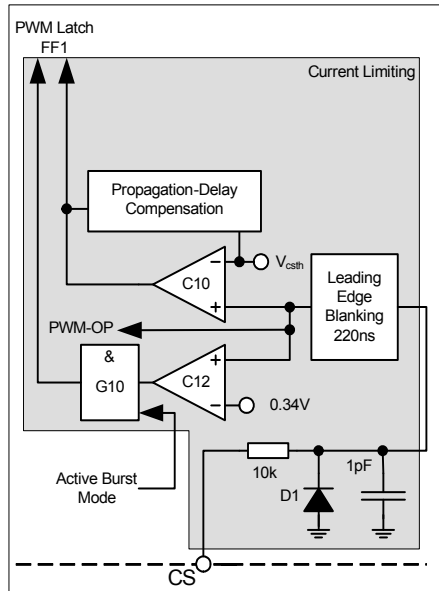 PWM Latch
FF1
Current Limiting
Propagation-Delay
Compensation
−
Vcsth
C10
+
Leading
Edge
Blanking
220ns
PWM-OP
&
G10
+
C12
−
0.34V
10k
1pF
D1
Active Burst
Mode
CS